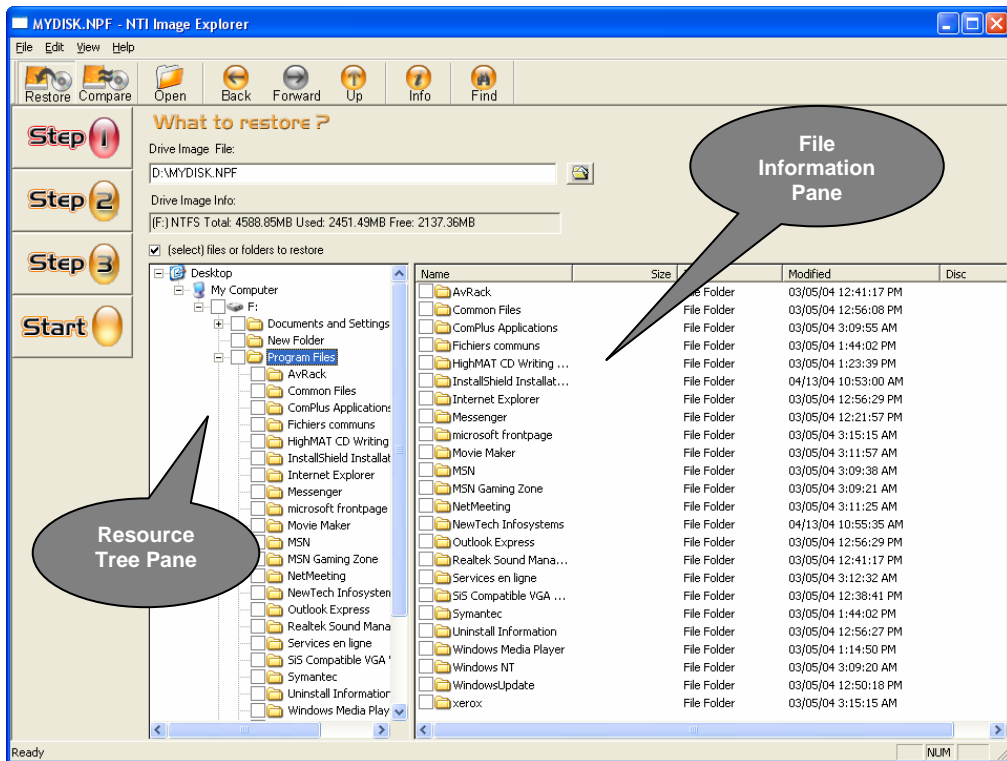 MYDISK.NPF - NTI Image Explorer
File Edit View Help
Restore Compare Open Back Forward Up Info Find
Step 1
Step 2
Step 3
Start
What to restore ?
Drive Image File:
D:\MYDISK.NPF
Drive Image Info:
(F:) NTFS Total: 4588.85MB Used: 2451.49MB Free: 2137.36MB
(select) files or folders to restore
Desktop
My Computer
F:
Documents and Settings
New Folder
Program Files
AvRack
Common Files
ComPlus Applications
Fichiers communs
HighMAT CD Writing
InstallShield Installat
Internet Explorer
Messenger
microsoft frontpage
Movie Maker
MSN
MSN Gaming Zone
NetMeeting
NewTech Infosysten
Outlook Express
Realtek Sound Mana
Services en ligne
SiS Compatible VGA
Symantec
Uninstall Information
Windows Media Play
Resource
Tree Pane
File
Information
Pane
Name Size Modified Disc
AvRack File Folder 03/05/04 12:41:17 PM
Common Files File Folder 03/05/04 12:56:08 PM
ComPlus Applications File Folder 03/05/04 3:09:55 AM
Fichiers communs File Folder 03/05/04 1:44:02 PM
HighMAT CD Writing ... File Folder 03/05/04 1:23:39 PM
InstallShield Installat... File Folder 04/13/04 10:53:00 AM
Internet Explorer File Folder 03/05/04 12:56:29 PM
Messenger File Folder 03/05/04 12:21:57 PM
microsoft frontpage File Folder 03/05/04 3:15:15 AM
Movie Maker File Folder 03/05/04 3:11:57 AM
MSN File Folder 03/05/04 3:09:38 AM
MSN Gaming Zone File Folder 03/05/04 3:09:21 AM
NetMeeting File Folder 03/05/04 3:11:25 AM
NewTech Infosystems File Folder 04/13/04 10:55:35 AM
Outlook Express File Folder 03/05/04 12:56:29 PM
Realtek Sound Mana... File Folder 03/05/04 12:41:17 PM
Services en ligne File Folder 03/05/04 3:12:32 AM
SiS Compatible VGA ... File Folder 03/05/04 12:38:41 PM
Symantec File Folder 03/05/04 1:44:02 PM
Uninstall Information File Folder 03/05/04 12:56:27 PM
Windows Media Player File Folder 03/05/04 1:14:50 PM
Windows NT File Folder 03/05/04 3:09:20 AM
WindowsUpdate File Folder 03/05/04 12:50:18 PM
xerox File Folder 03/05/04 3:15:15 AM
Ready NUM